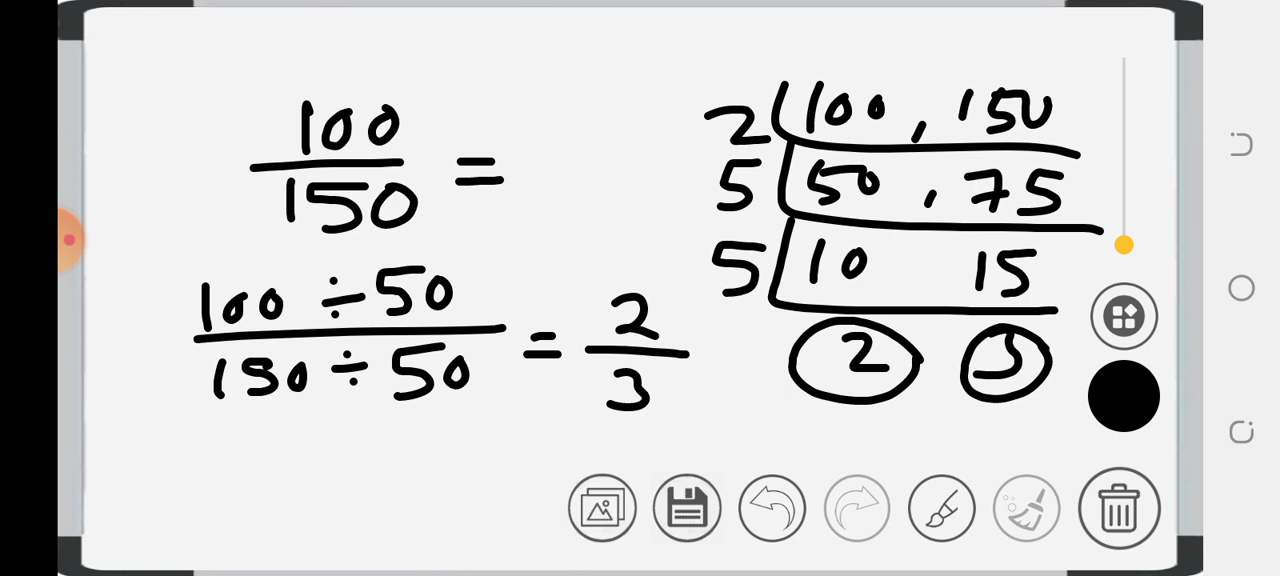 100
150 =
100 ÷ 50
150 ÷ 50 = 2
3
2 100 , 150
5 50 , 75
5 10 15
2 3